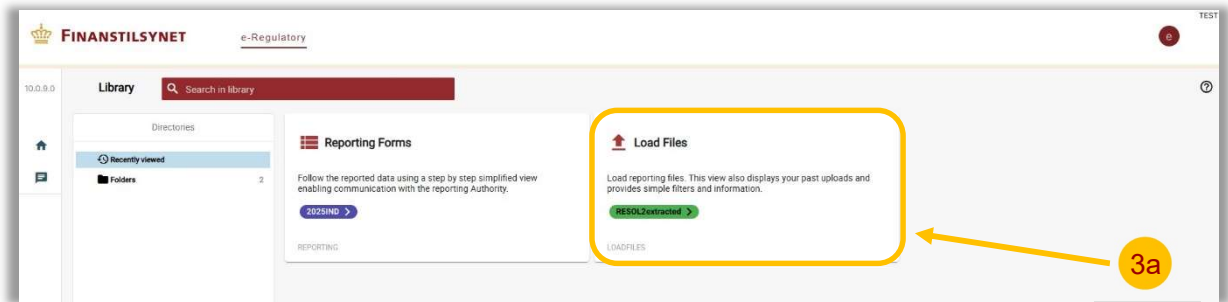 TEST
FINANSTILSYNET
e-Regulatory
e
10.0.9.0
Library
Search in library
Directories
Recently viewed
Folders 2
Reporting Forms
Follow the reported data using a step by step simplified view
enabling communication with the reporting Authority.
2025IND >
REPORTING
Load Files
Load reporting files. This view also displays your past uploads and
provides simple filters and information.
RESOL2extracted >
LOADFILES
3a